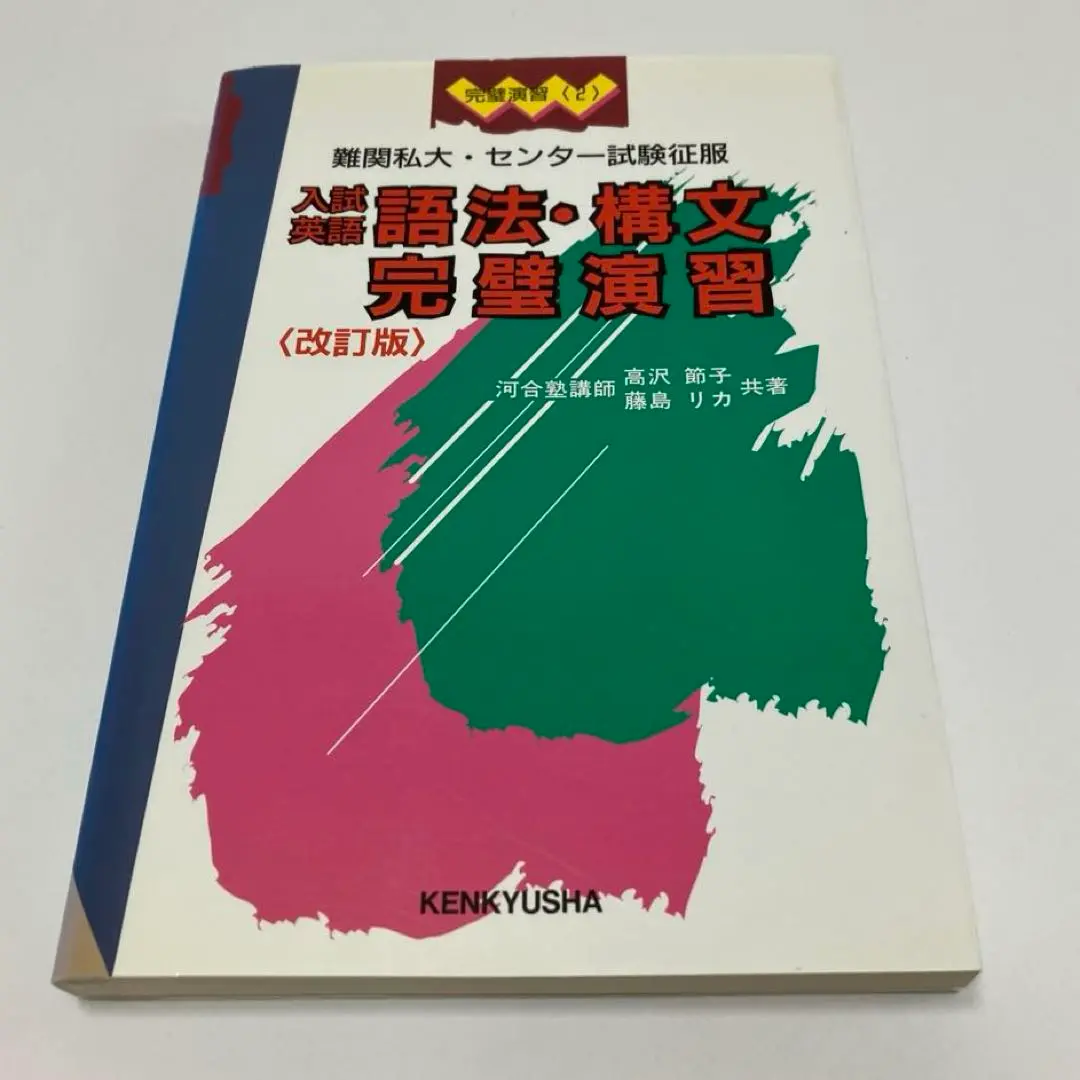 完璧演習〈2〉
難関私大・センター試験征服
入試英語 語法・構文
完璧演習
〈改訂版〉
河合塾講師 高沢 節子 藤島 リカ 共著
KENKYUSHA